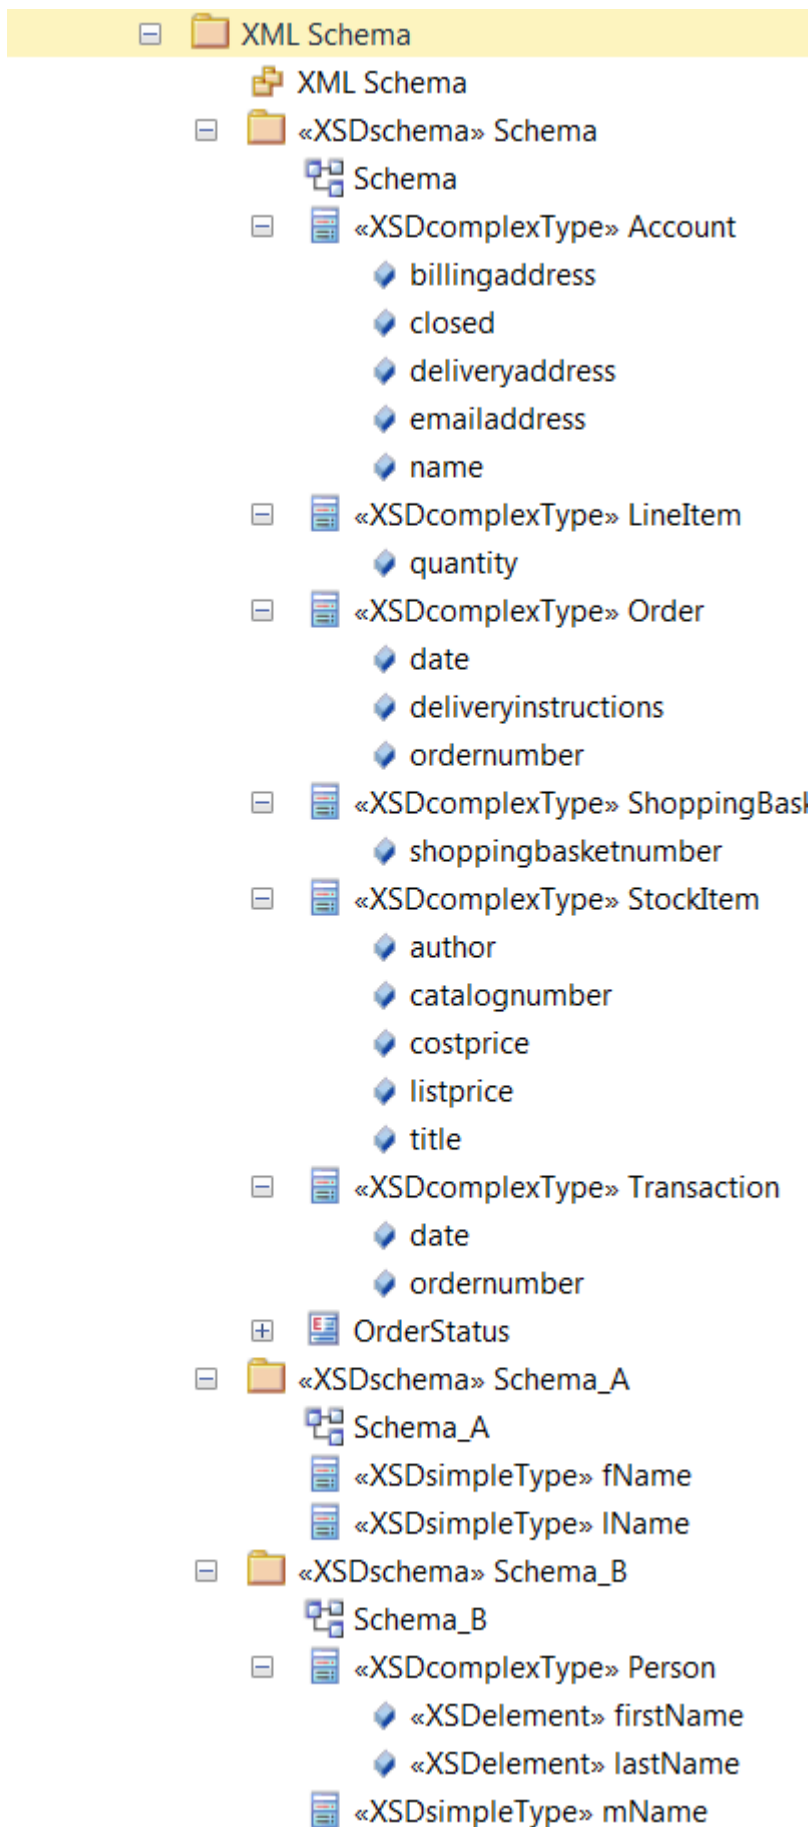 XML Schema
XML Schema
«XSDschema» Schema
Schema
«XSDcomplexType» Account
billingaddress
closed
deliveryaddress
emailaddress
name
«XSDcomplexType» LineItem
quantity
«XSDcomplexType» Order
date
deliveryinstructions
ordernumber
«XSDcomplexType» ShoppingBask
shoppingbasketnumber
«XSDcomplexType» StockItem
author
catalognumber
costprice
listprice
title
«XSDcomplexType» Transaction
date
ordernumber
OrderStatus
«XSDschema» Schema_A
Schema_A
«XSDsimpleType» fName
«XSDsimpleType» lName
«XSDschema» Schema_B
Schema_B
«XSDcomplexType» Person
«XSDelement» firstName
«XSDelement» lastName
«XSDsimpleType» mName